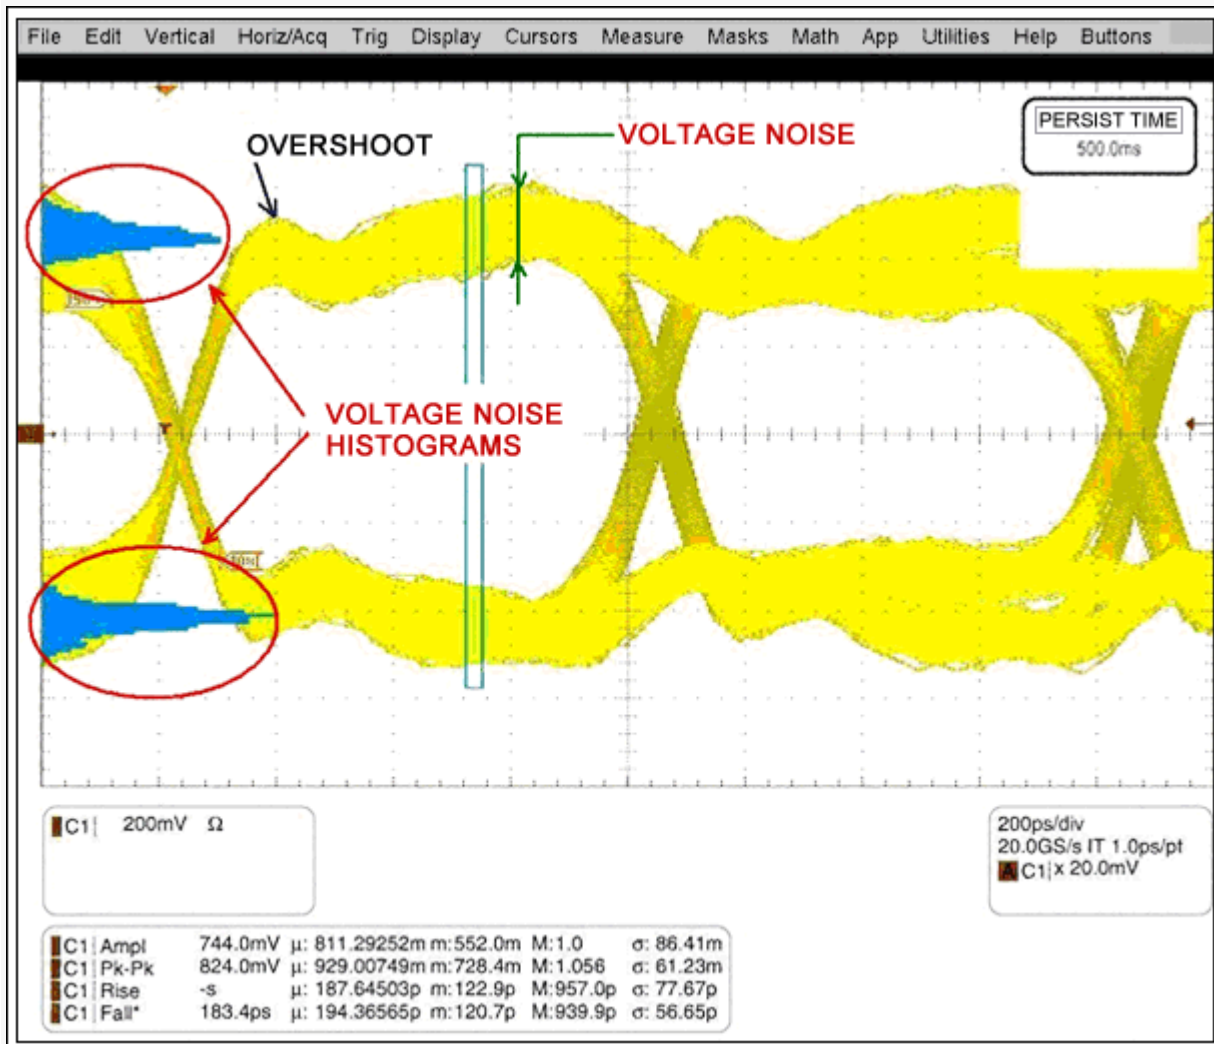 File Edit Vertical Horiz/Acq Trig Display Cursors Measure Masks Math App Utilities Help Buttons
PERSIST TIME
500.0ms
OVERSHOOT
VOLTAGE NOISE
VOLTAGE NOISE
HISTOGRAMS
C1 200mV Ω
200ps/div
20.0GS/s IT 1.0ps/pt
A C1 x 20.0mV
C1 Ampl 744.0mV µ: 811.29252m m:552.0m M:1.0 σ: 86.41m
C1 Pk-Pk 824.0mV µ: 929.00749m m:728.4m M:1.056 σ: 61.23m
C1 Rise -s µ: 187.64503p m:122.9p M:957.0p σ: 77.67p
C1 Fall* 183.4ps µ: 194.36565p m:120.7p M:939.9p σ: 56.65p